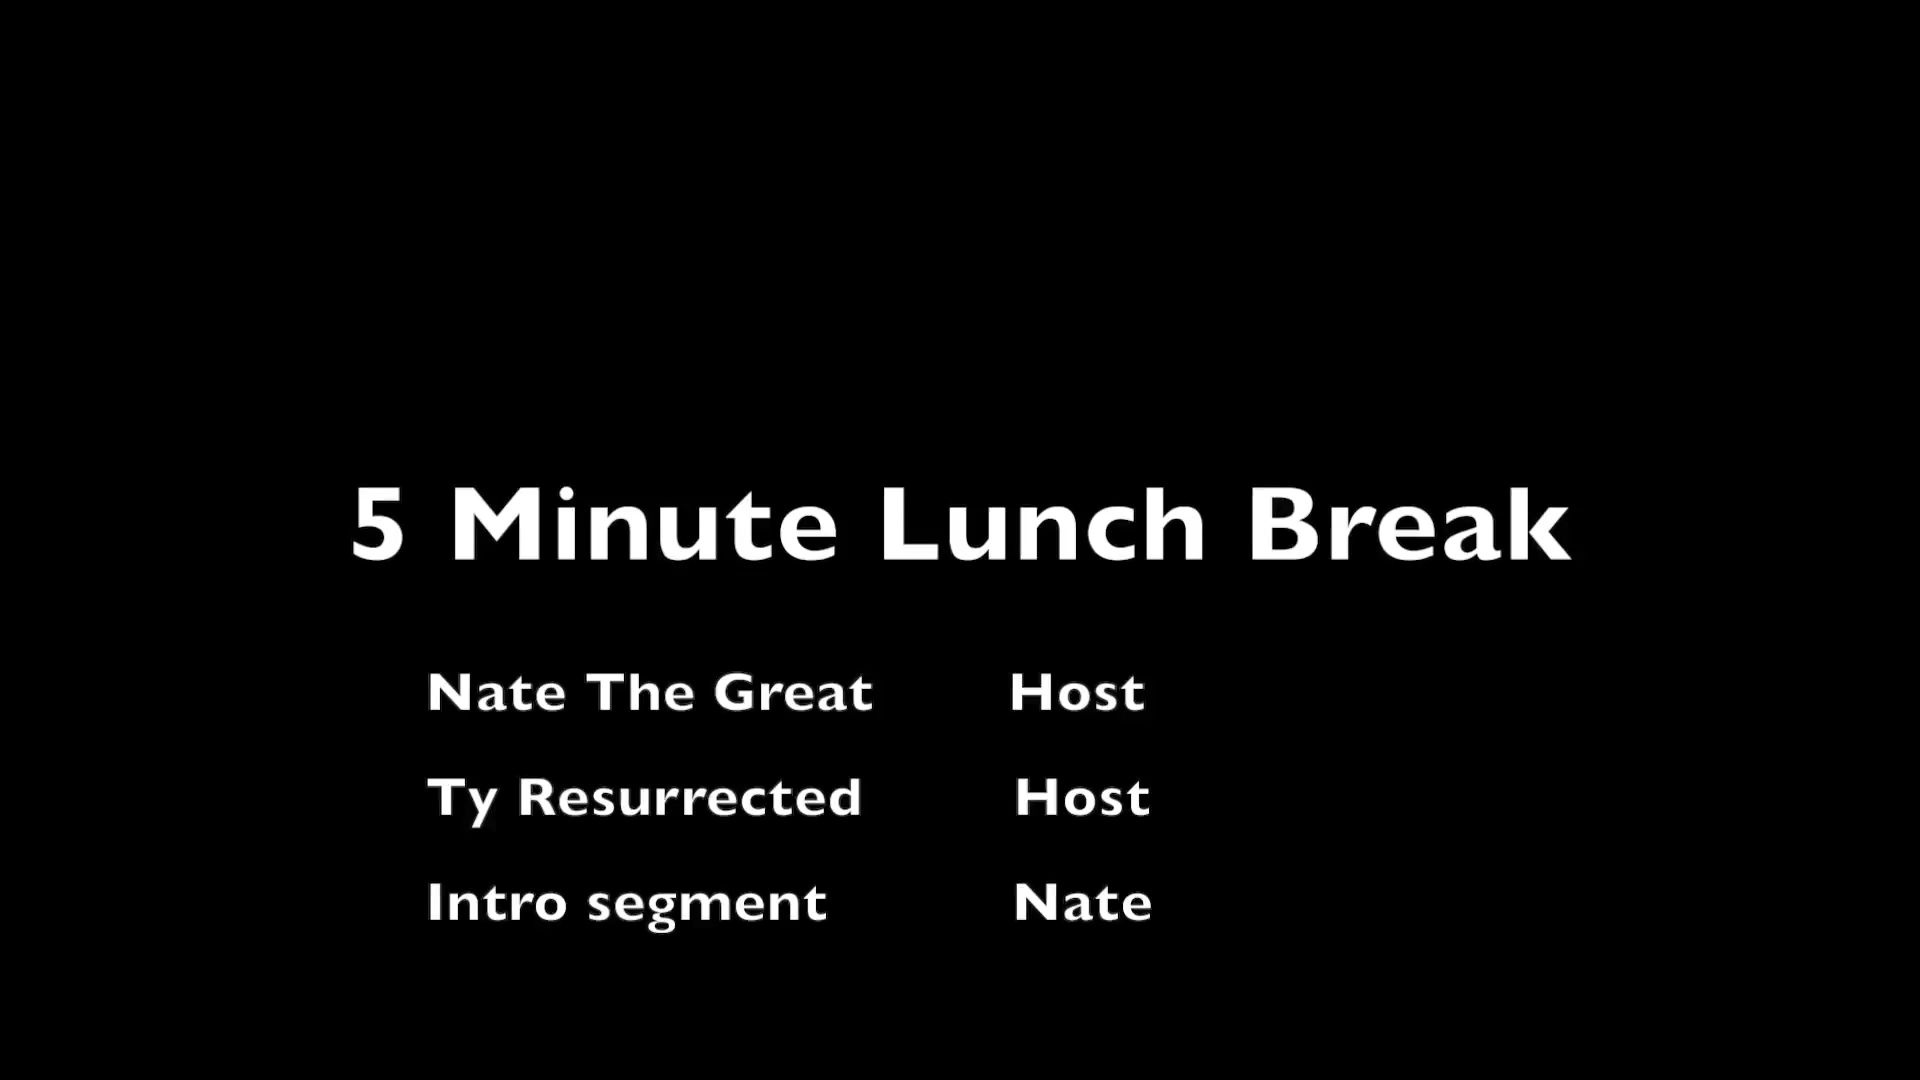 5 Minute Lunch Break
Nate The Great Host
Ty Resurrected Host
Intro segment Nate